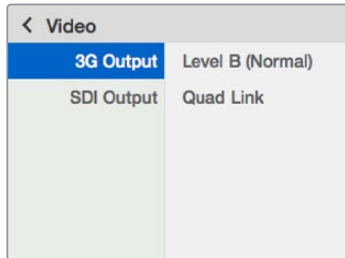 < Video
3G Output Level B (Normal)
SDI Output Quad Link